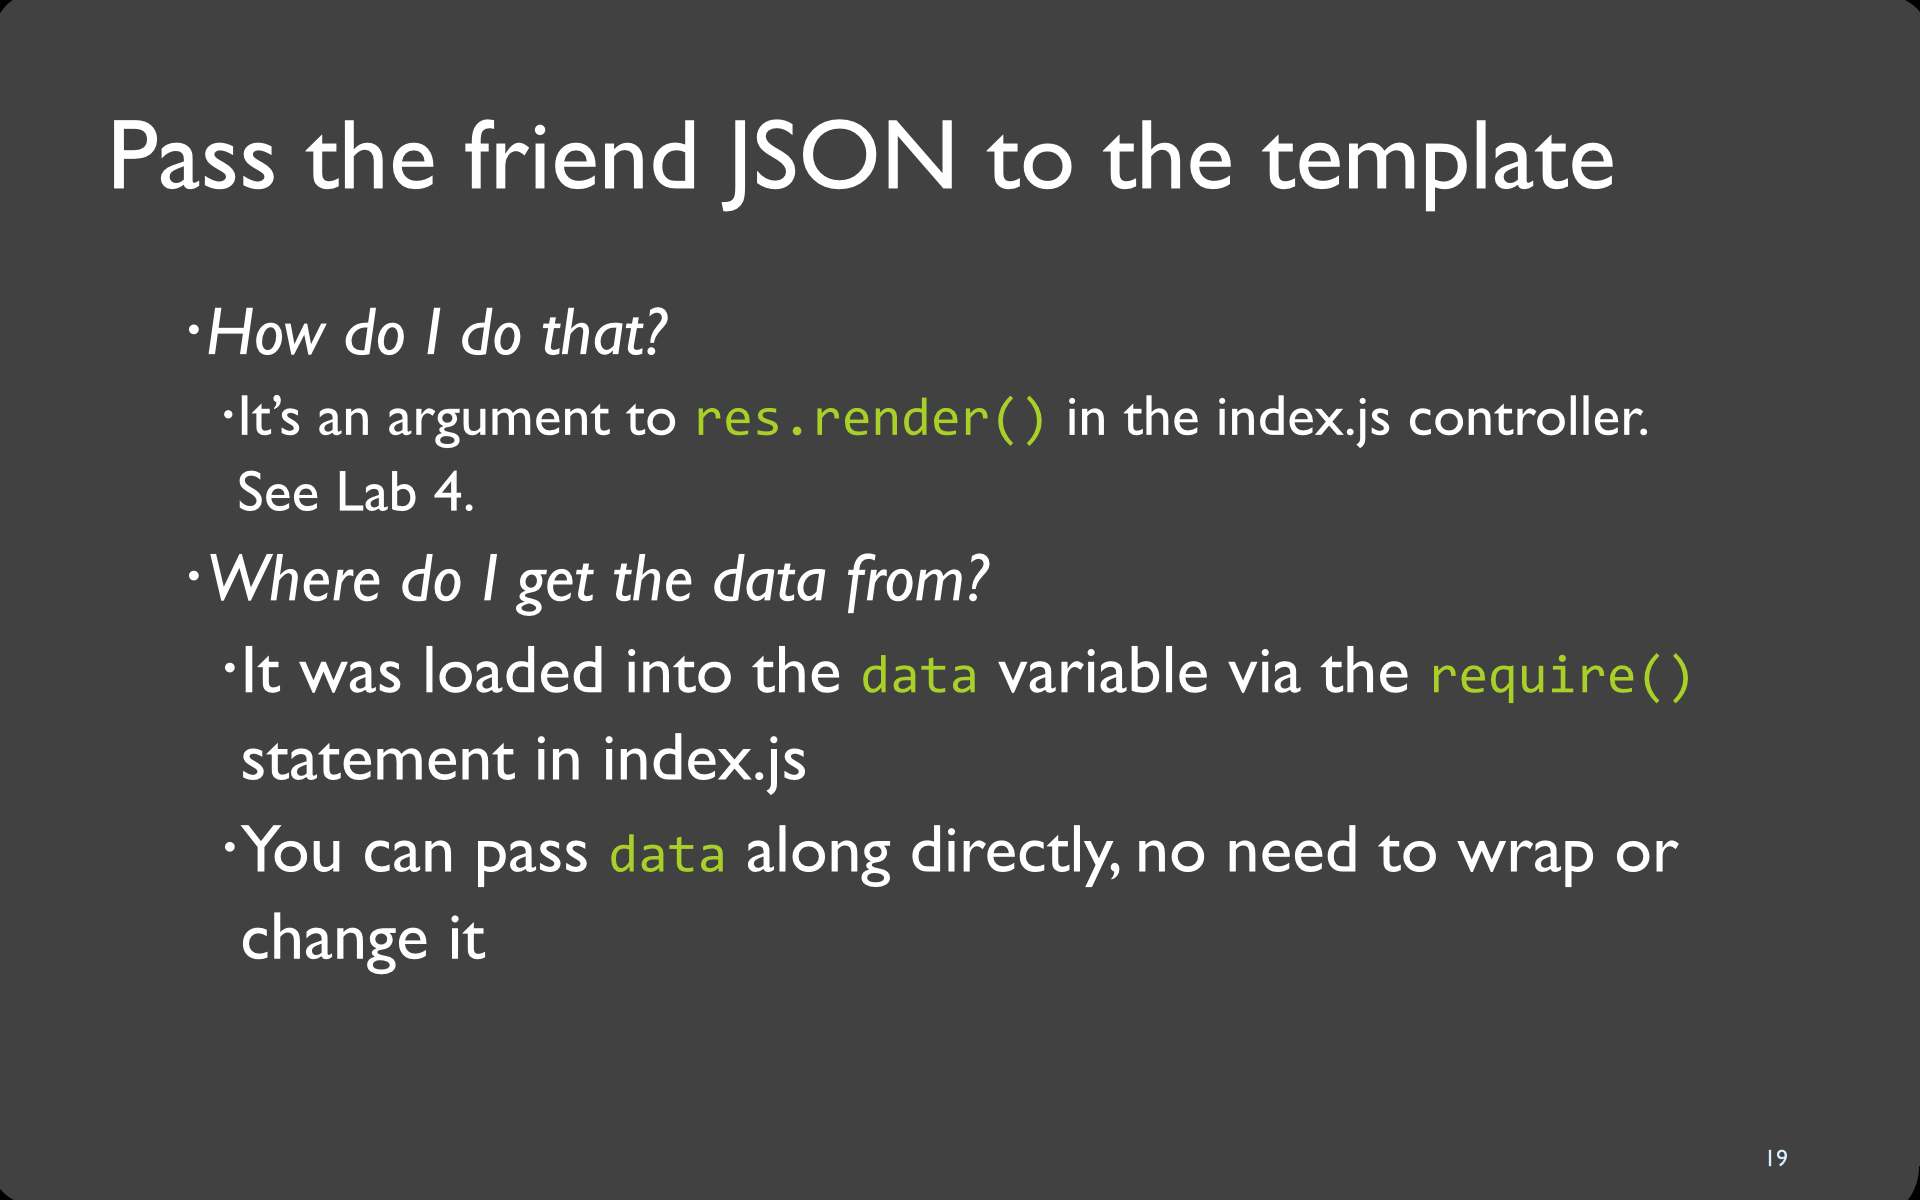 Pass the friend JSON to the template
•How do I do that?
•It’s an argument to res.render() in the index.js controller.
See Lab 4.
•Where do I get the data from?
•It was loaded into the data variable via the require()
statement in index.js
•You can pass data along directly, no need to wrap or
change it
19